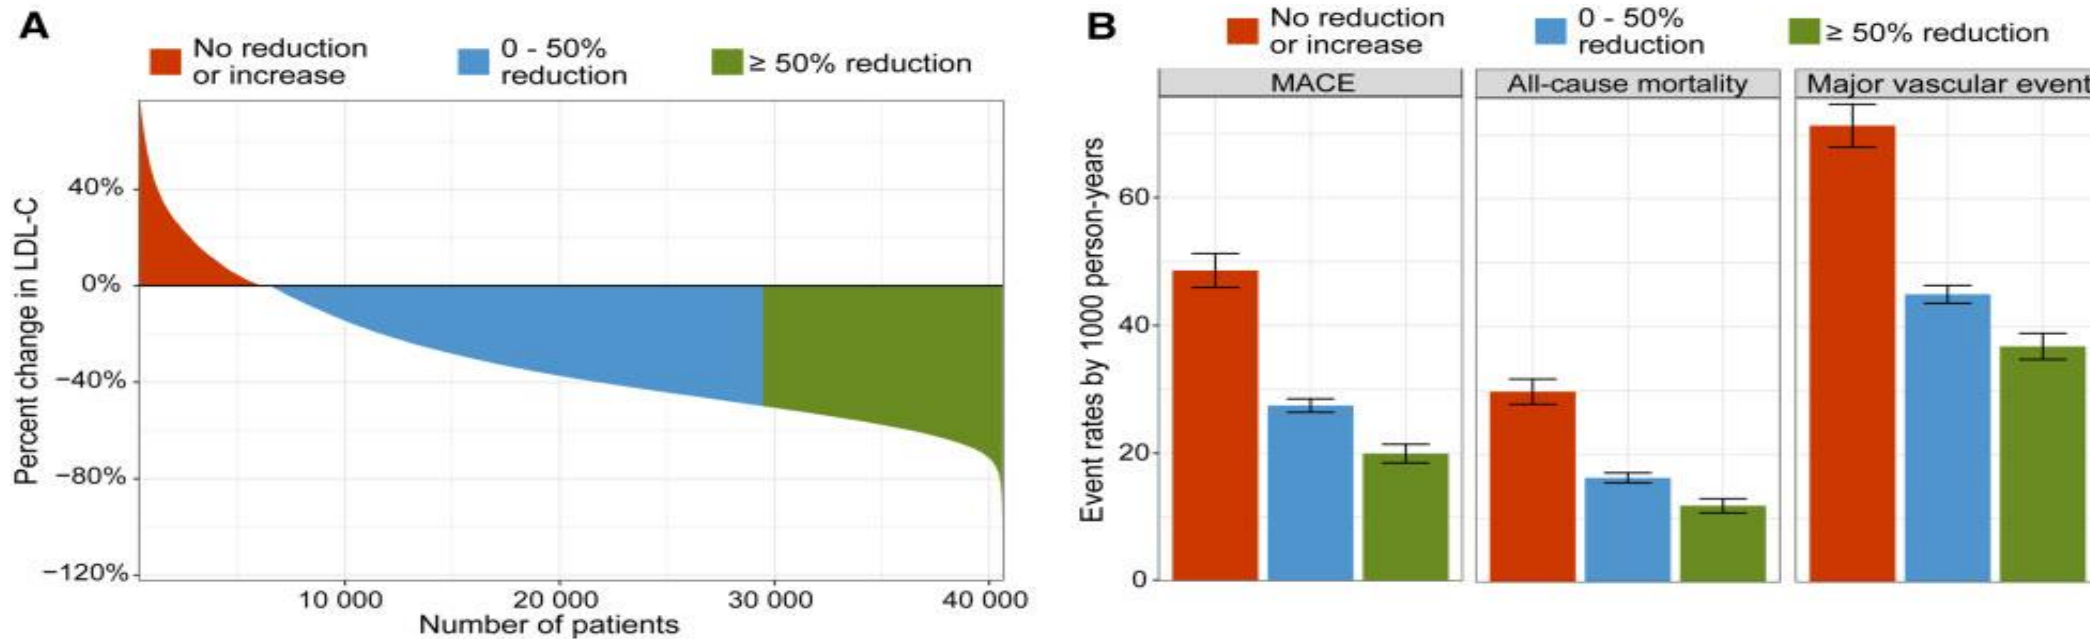 A
No reduction
or increase
0 - 50%
reduction
≥ 50% reduction
Percent change in LDL-C
40%
0%
−40%
−80%
−120%
10 000
20 000
30 000
40 000
Number of patients
B
No reduction
or increase
0 - 50%
reduction
≥ 50% reduction
MACE
All-cause mortality
Major vascular event
Event rates by 1000 person-years
60
40
20
0